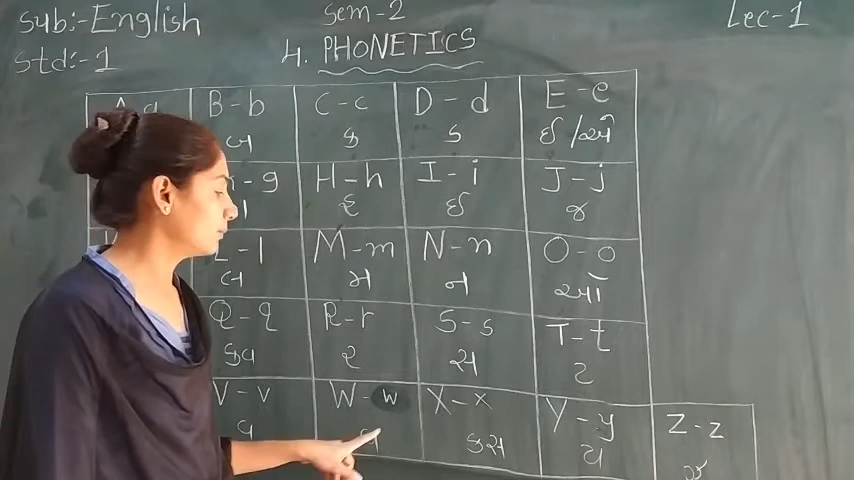 Sub:- English
Sem-2
Lec-1
Std:- 1
4. PHONETICS
B - b
C - c
D - d
E - e
બ
ક
ડ
ઈ/એ
g
H - h
I - i
J - j
હ
ઈ
જ
L - l
M - m
N - n
O - o
લ
મ
ન
ઓ
Q - q
R - r
S - s
T - t
ક્વ
ર
સ
ટ
V - v
W - w
X - x
Y - y
Z - z
વ
વ
ક્સ
ય
ઝ